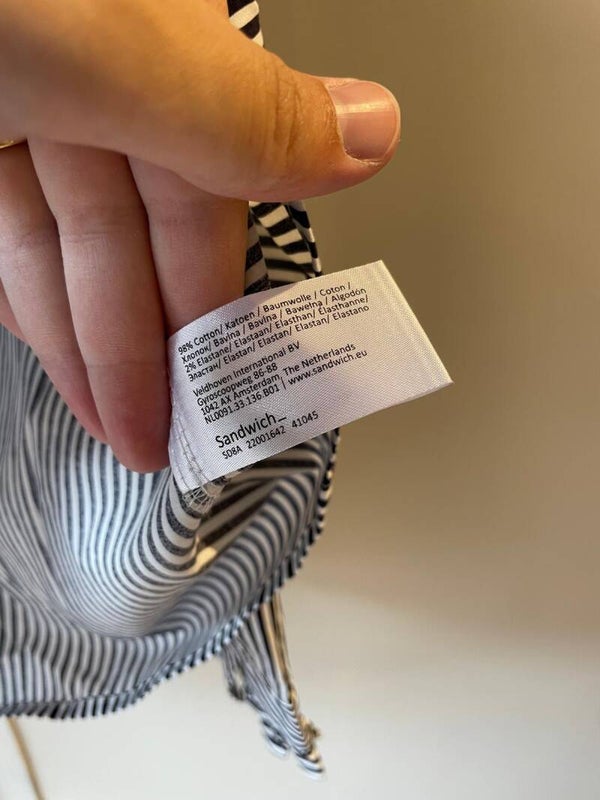 98% Cotton/ Katoen / Baumwolle / Coton /
Хлопок/ Bavlna / Bavlna / Bawełna / Algodón
2% Elastane/ Elastaan/ Elasthan/ Élasthanne/
Эластан/ Elastan/ Elastan/ Elastan/ Elastano
Veldhoven International BV
Gyroscoopweg 86-88
1042 AX Amsterdam, The Netherlands
NL0091.33.136.B01 | www.sandwich.eu
Sandwich_
SD8A 22001642 41045